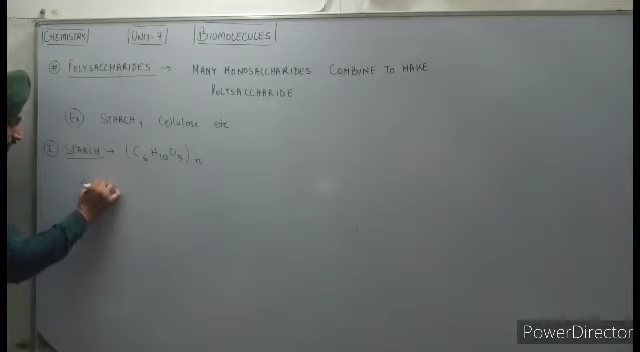 CHEMISTRY UNIT-7 BIOMOLECULES
* POLYSACCHARIDES → MANY MONOSACCHARIDES COMBINE TO MAKE
POLYSACCHARIDE.
Ex STARCH, Cellulose etc
I STARCH → (C6H10O5)n
PowerDirector